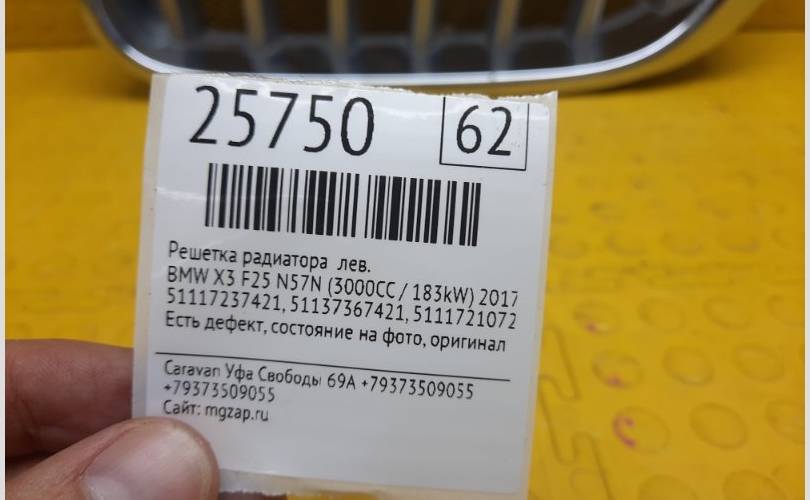 25750
62
Решетка радиатора лев.
BMW X3 F25 N57N (3000CC / 183kW) 2017
51117237421, 51137367421, 5111721072
Есть дефект, состояние на фото, оригинал
Caravan Уфа Свободы 69А +79373509055
+79373509055
Сайт: mgzap.ru